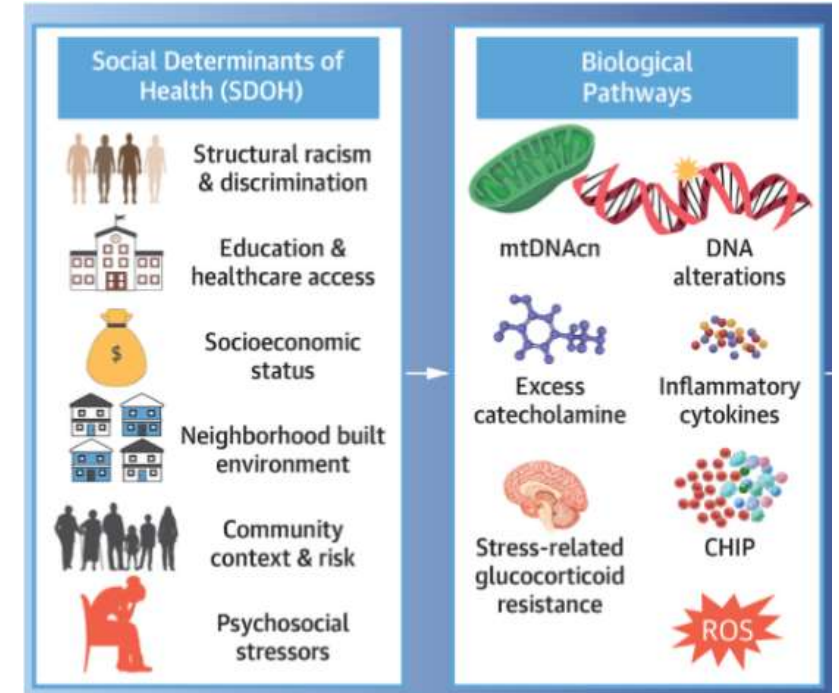 Social Determinants of
Health (SDOH)
Structural racism
& discrimination
Education &
healthcare access
$
Socioeconomic
status
Neighborhood built
environment
Community
context & risk
Psychosocial
stressors
Biological
Pathways
mtDNAcn
DNA
alterations
Excess
catecholamine
Inflammatory
cytokines
Stress-related
glucocorticoid
resistance
CHIP
ROS